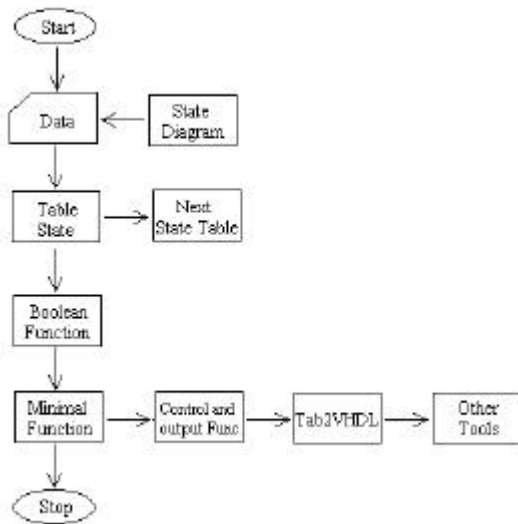 Start
Data
State
Diagram
Table
State
Next
State Table
Boolean
Function
Minimal
Function
Control and
output Func
Tab2VHDL
Other
Tools
Stop